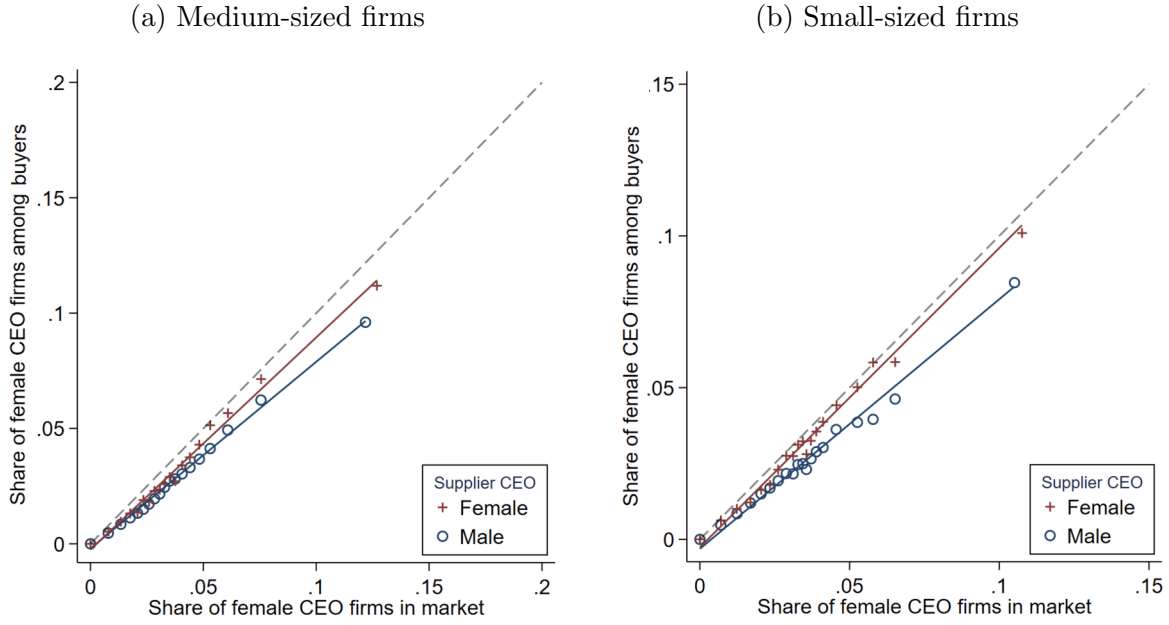 (a) Medium-sized firms
Share of female CEO firms among buyers
.2
.15
.1
.05
0
0
.05
.1
.15
.2
Share of female CEO firms in market
Supplier CEO
Female
Male
(b) Small-sized firms
Share of female CEO firms among buyers
.15
.1
.05
0
0
.05
.1
.15
Share of female CEO firms in market
Supplier CEO
Female
Male